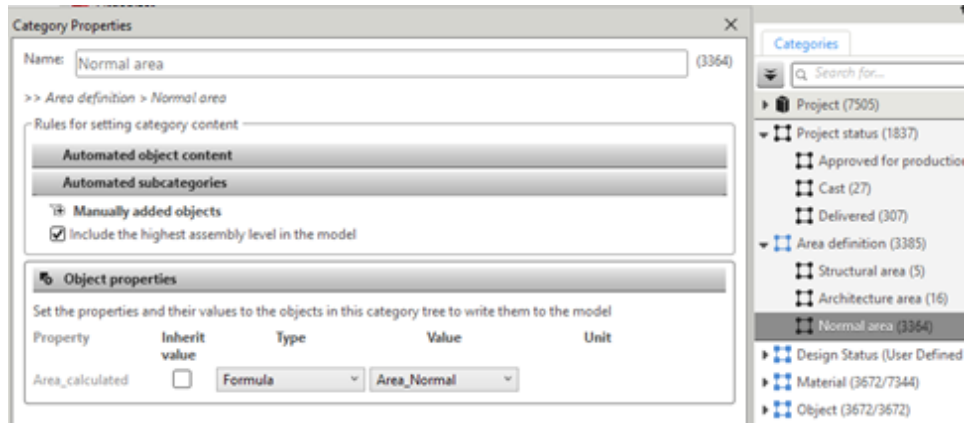 Category Properties
Name: Normal area (3364)
>> Area definition > Normal area
Rules for setting category content
Automated object content
Automated subcategories
Manually added objects
Include the highest assembly level in the model
Object properties
Set the properties and their values to the objects in this category tree to write them to the model
Property Inherit value Type Value Unit
Area_calculated Formula Area_Normal
Categories
Search for...
Project (7505)
Project status (1837)
Approved for production
Cast (27)
Delivered (307)
Area definition (3385)
Structural area (5)
Architecture area (16)
Normal area (3364)
Design Status (User Defined
Material (3672/7344)
Object (3672/3672)